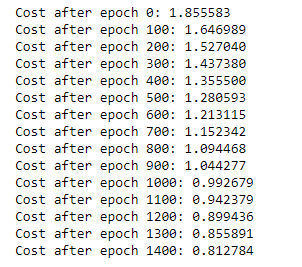 Cost after epoch 0: 1.855583
Cost after epoch 100: 1.646989
Cost after epoch 200: 1.527040
Cost after epoch 300: 1.437380
Cost after epoch 400: 1.355500
Cost after epoch 500: 1.280593
Cost after epoch 600: 1.213115
Cost after epoch 700: 1.152342
Cost after epoch 800: 1.094468
Cost after epoch 900: 1.044277
Cost after epoch 1000: 0.992679
Cost after epoch 1100: 0.942379
Cost after epoch 1200: 0.899436
Cost after epoch 1300: 0.855891
Cost after epoch 1400: 0.812784